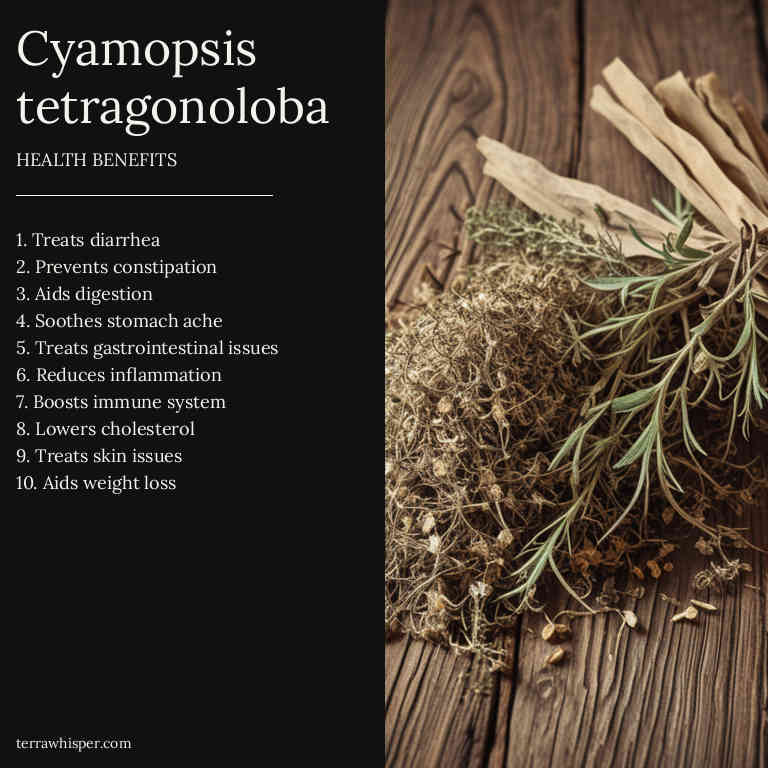 Cyamopsis
tetragonoloba
HEALTH BENEFITS
1. Treats diarrhea
2. Prevents constipation
3. Aids digestion
4. Soothes stomach ache
5. Treats gastrointestinal issues
6. Reduces inflammation
7. Boosts immune system
8. Lowers cholesterol
9. Treats skin issues
10. Aids weight loss
terrawhisper.com